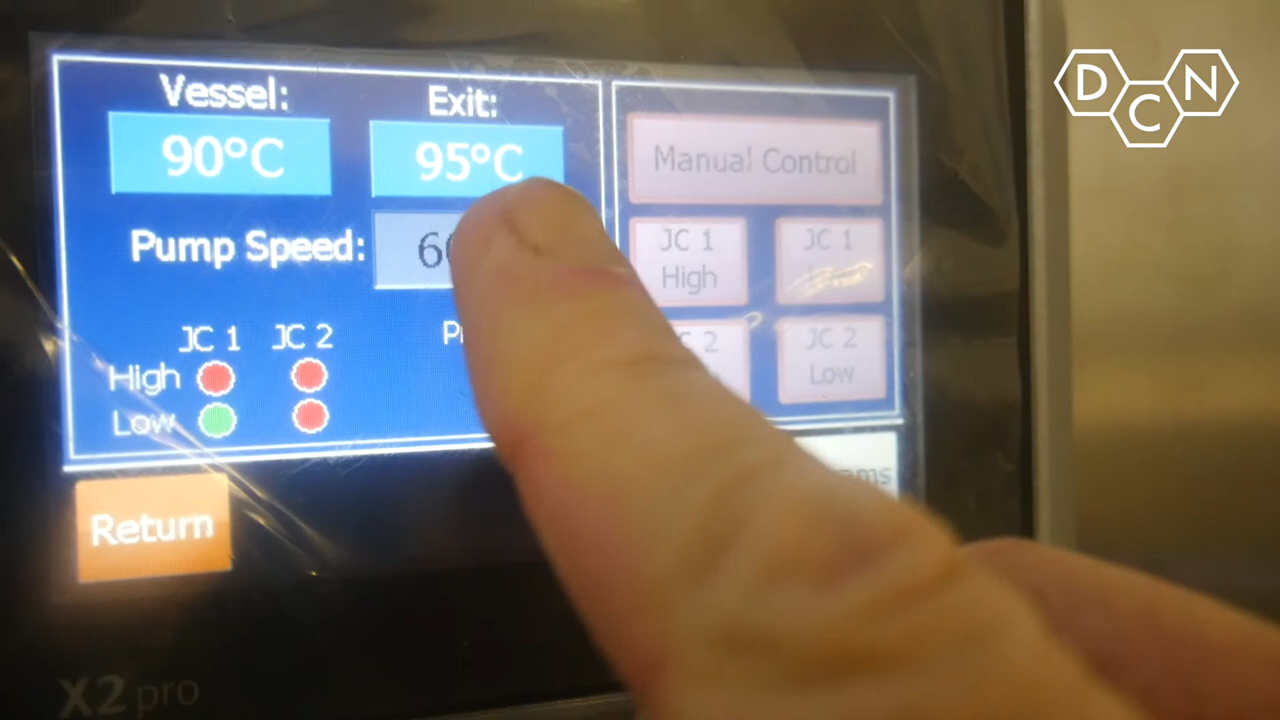 DCN
Vessel: Exit:
90°C 95°C
Pump Speed:
JC 1 JC 2
High
Low
Manual Control
JC 1 High
JC 1
JC 2 Low
Return
X2 pro